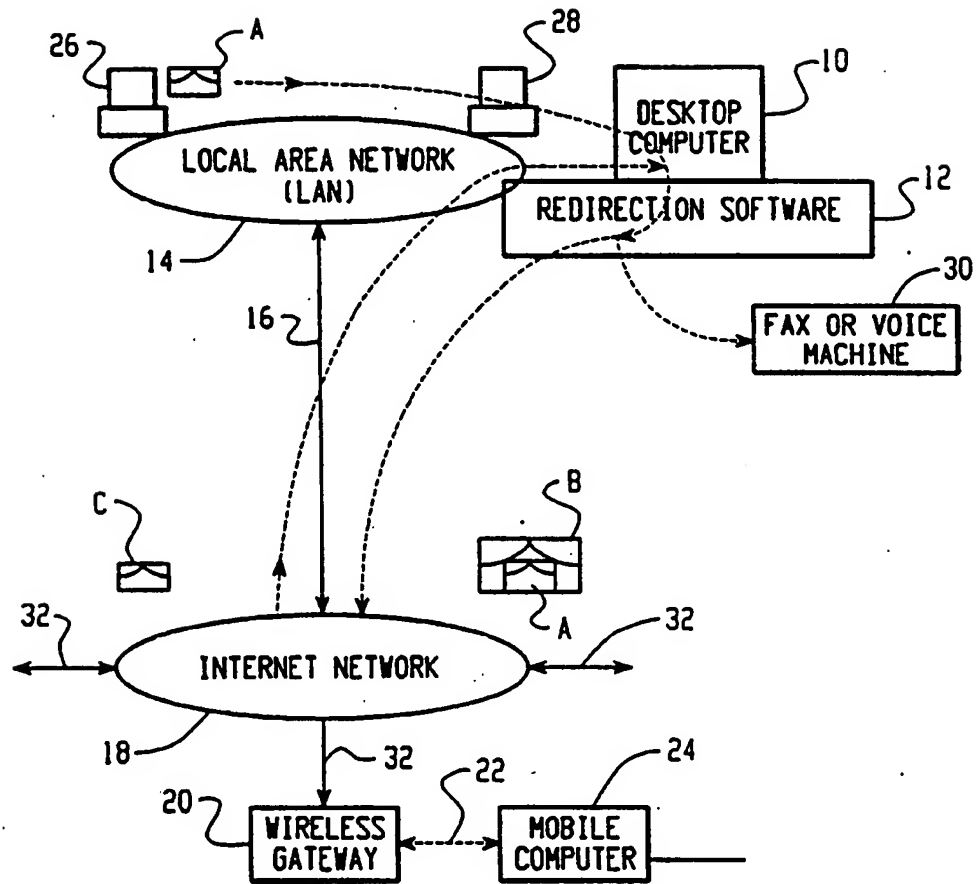 26
A
28
10
DESKTOP
COMPUTER
LOCAL AREA NETWORK
(LAN)
12
REDIRECTION SOFTWARE
14
30
16
FAX OR VOICE
MACHINE
C
B
A
32
32
INTERNET NETWORK
18
32
22
24
20
WIRELESS
GATEWAY
MOBILE
COMPUTER